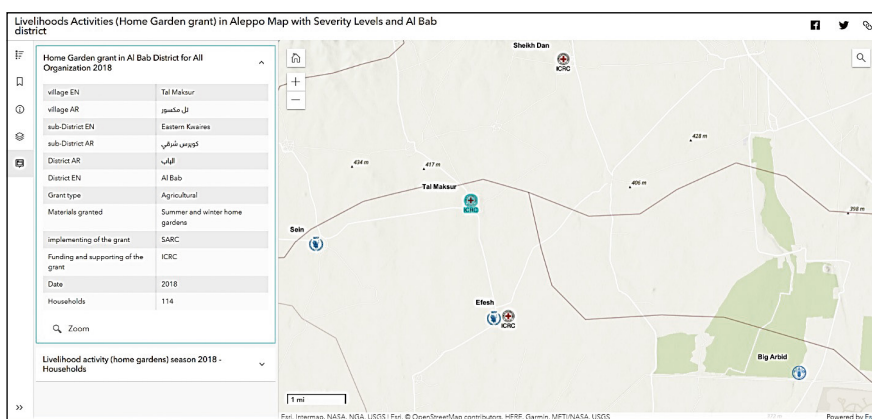 Livelihoods Activities (Home Garden grant) in Aleppo Map with Severity Levels and Al Bab
district
Home Garden grant in Al Bab District for All
Organization 2018
village EN Tal Maksur
village AR تل مكسور
sub-District EN Eastern Kwaires
sub-District AR كويرس شرقي
District AR الباب
District EN Al Bab
Grant type Agricultural
Materials granted Summer and winter home
gardens
implementing of the grant SARC
Funding and supporting of the
grant ICRC
Date 2018
Households 114
Zoom
Livelihood activity (home gardens) season 2018 -
Households
Sheikh Dan
ICRC
428 m
434 m
417 m
406 m
398 m
Tal Maksur
ICRC
Sein
Efesh
ICRC
Big Arbid
1 mi
Esri, Intermap, NASA, NGA, USGS | Esri, © OpenStreetMap contributors, HERE, Garmin, METI/NASA, USGS
Powered by Esri